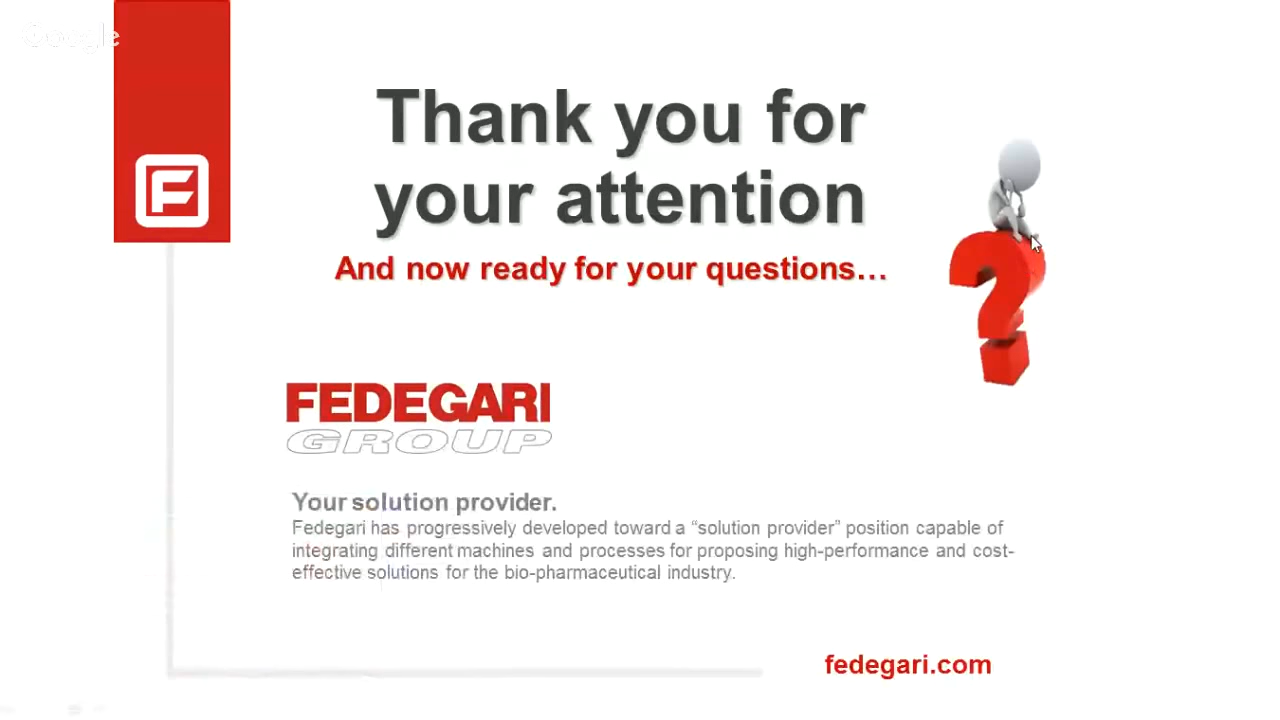 Google
Thank you for
your attention
And now ready for your questions…
FEDEGARI
GROUP
Your solution provider.
Fedegari has progressively developed toward a “solution provider” position capable of
integrating different machines and processes for proposing high-performance and cost-
effective solutions for the bio-pharmaceutical industry.
fedegari.com